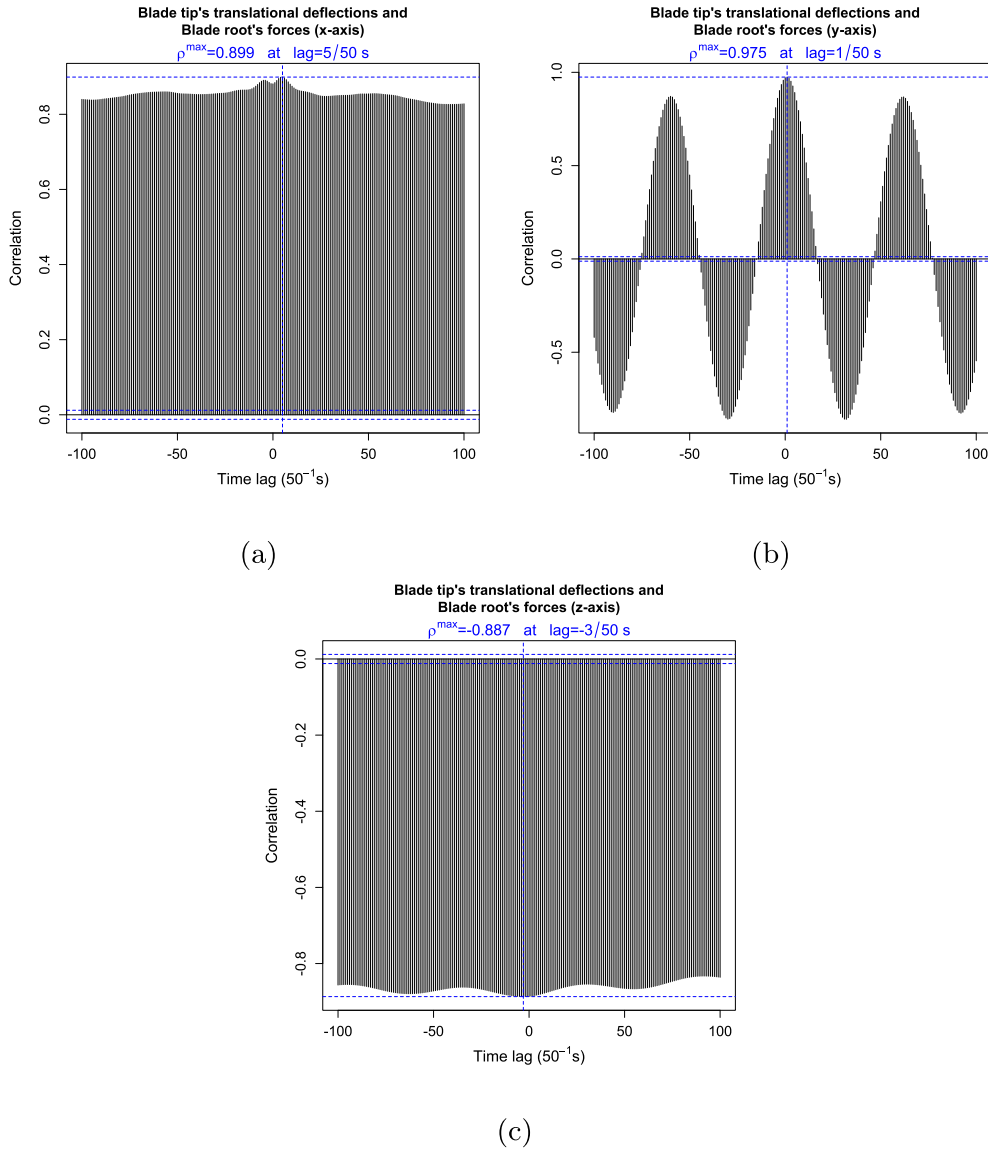 Blade tip's translational deflections and
Blade root's forces (x-axis)
ρ^max=0.899 at lag=5/50 s
Correlation
0.0
0.2
0.4
0.6
0.8
-100
-50
0
50
100
Time lag (50⁻¹s)
(a)
Blade tip's translational deflections and
Blade root's forces (y-axis)
ρ^max=0.975 at lag=1/50 s
Correlation
-0.5
0.0
0.5
1.0
-100
-50
0
50
100
Time lag (50⁻¹s)
(b)
Blade tip's translational deflections and
Blade root's forces (z-axis)
ρ^max=-0.887 at lag=-3/50 s
Correlation
-0.8
-0.6
-0.4
-0.2
0.0
-100
-50
0
50
100
Time lag (50⁻¹s)
(c)